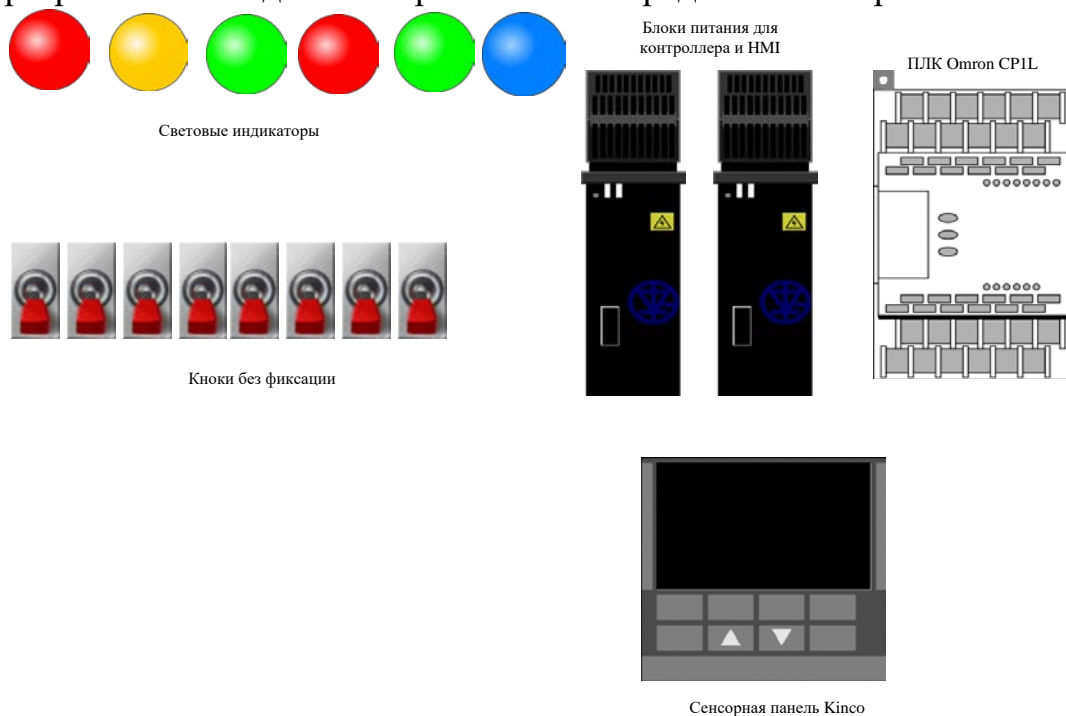 Блоки питания для
контроллера и HMI
ПЛК Omron CP1L
Световые индикаторы
Кноки без фиксации
Сенсорная панель Kinco